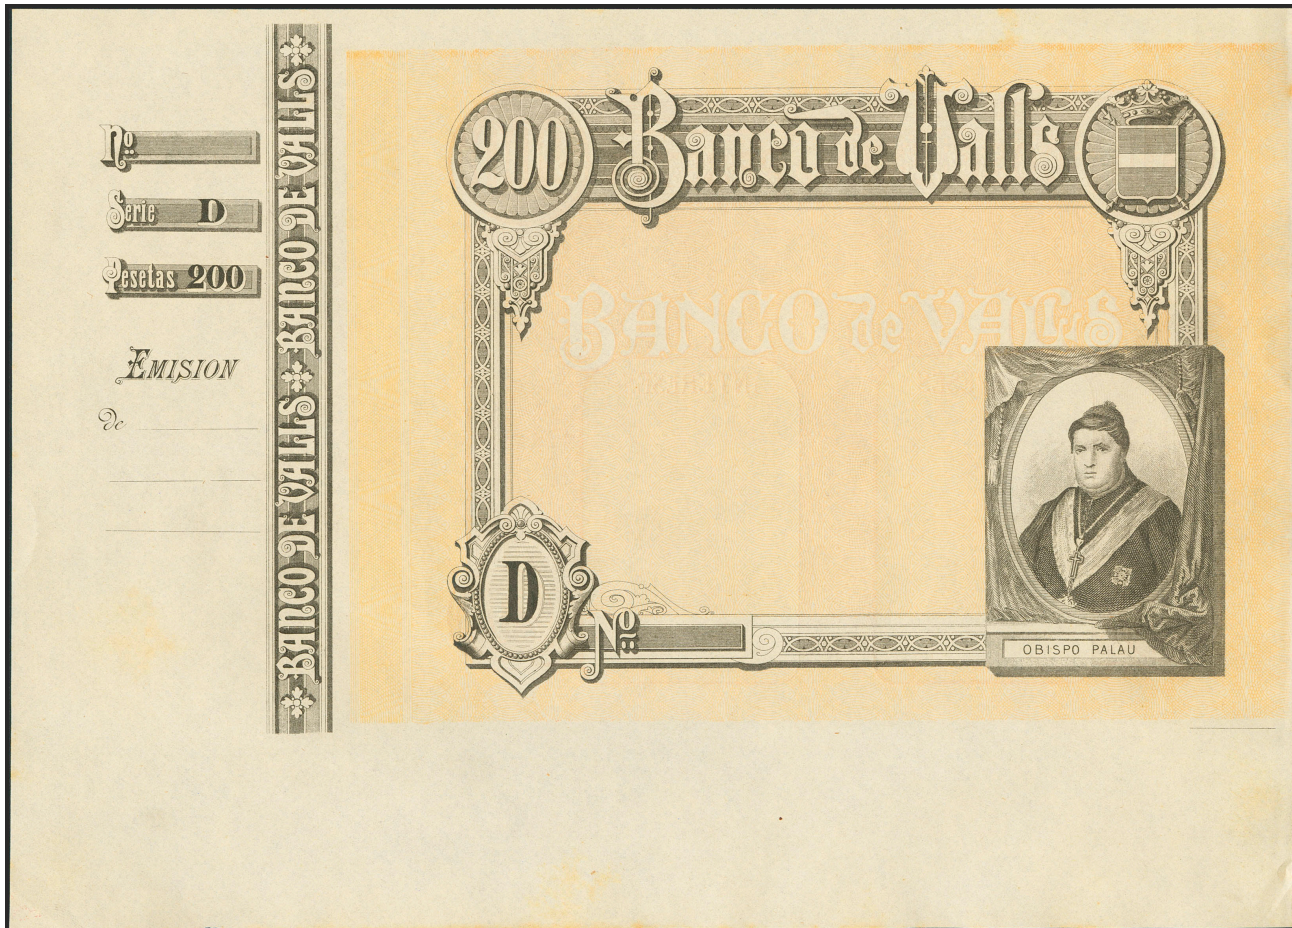 Nº
Serie D
Pesetas 200
EMISION
de
BANCO DE VALLS BANCO DE VALLS
200 Banco de Valls
BANCO de VALLS
D
Nº
OBISPO PALAU